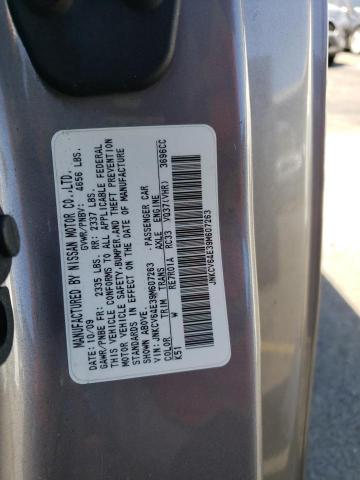 MANUFACTURED BY NISSAN MOTOR CO.,LTD.
DATE: 10/09 GVWR/PNBV: 4656 LBS.
GAWR/PNBE FR: 2335 LBS. RR: 2337 LBS.
THIS VEHICLE CONFORMS TO ALL APPLICABLE FEDERAL
MOTOR VEHICLE SAFETY,BUMPER,AND THEFT PREVENTION
STANDARDS IN EFFECT ON THE DATE OF MANUFACTURE
SHOWN ABOVE. PASSENGER CAR
VIN: JNKCV64E39M607263
COLOR TRIM TRANS AXLE ENGINE
K51 W RE7R01A RC33 VQ37(VHR) 3696CC
JNKCV64E39M607263